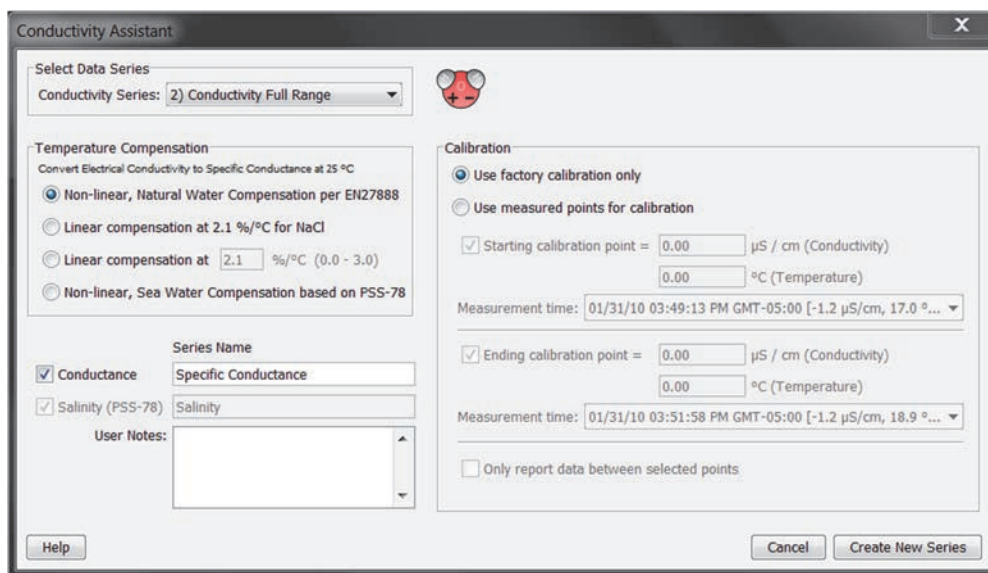 Conductivity Assistant
X
Select Data Series
Conductivity Series: 2) Conductivity Full Range
Temperature Compensation
Convert Electrical Conductivity to Specific Conductance at 25 ºC
Non-linear, Natural Water Compensation per EN27888
Linear compensation at 2.1 %/ºC for NaCl
Linear compensation at 2.1 %/ºC (0.0 - 3.0)
Non-linear, Sea Water Compensation based on PSS-78
Series Name
Conductance Specific Conductance
Salinity (PSS-78) Salinity
User Notes:
Calibration
Use factory calibration only
Use measured points for calibration
Starting calibration point = 0.00 µS / cm (Conductivity)
0.00 ºC (Temperature)
Measurement time: 01/31/10 03:49:13 PM GMT-05:00 [-1.2 µS/cm, 17.0 º...
Ending calibration point = 0.00 µS / cm (Conductivity)
0.00 ºC (Temperature)
Measurement time: 01/31/10 03:51:58 PM GMT-05:00 [-1.2 µS/cm, 18.9 º...
Only report data between selected points
Help
Cancel
Create New Series